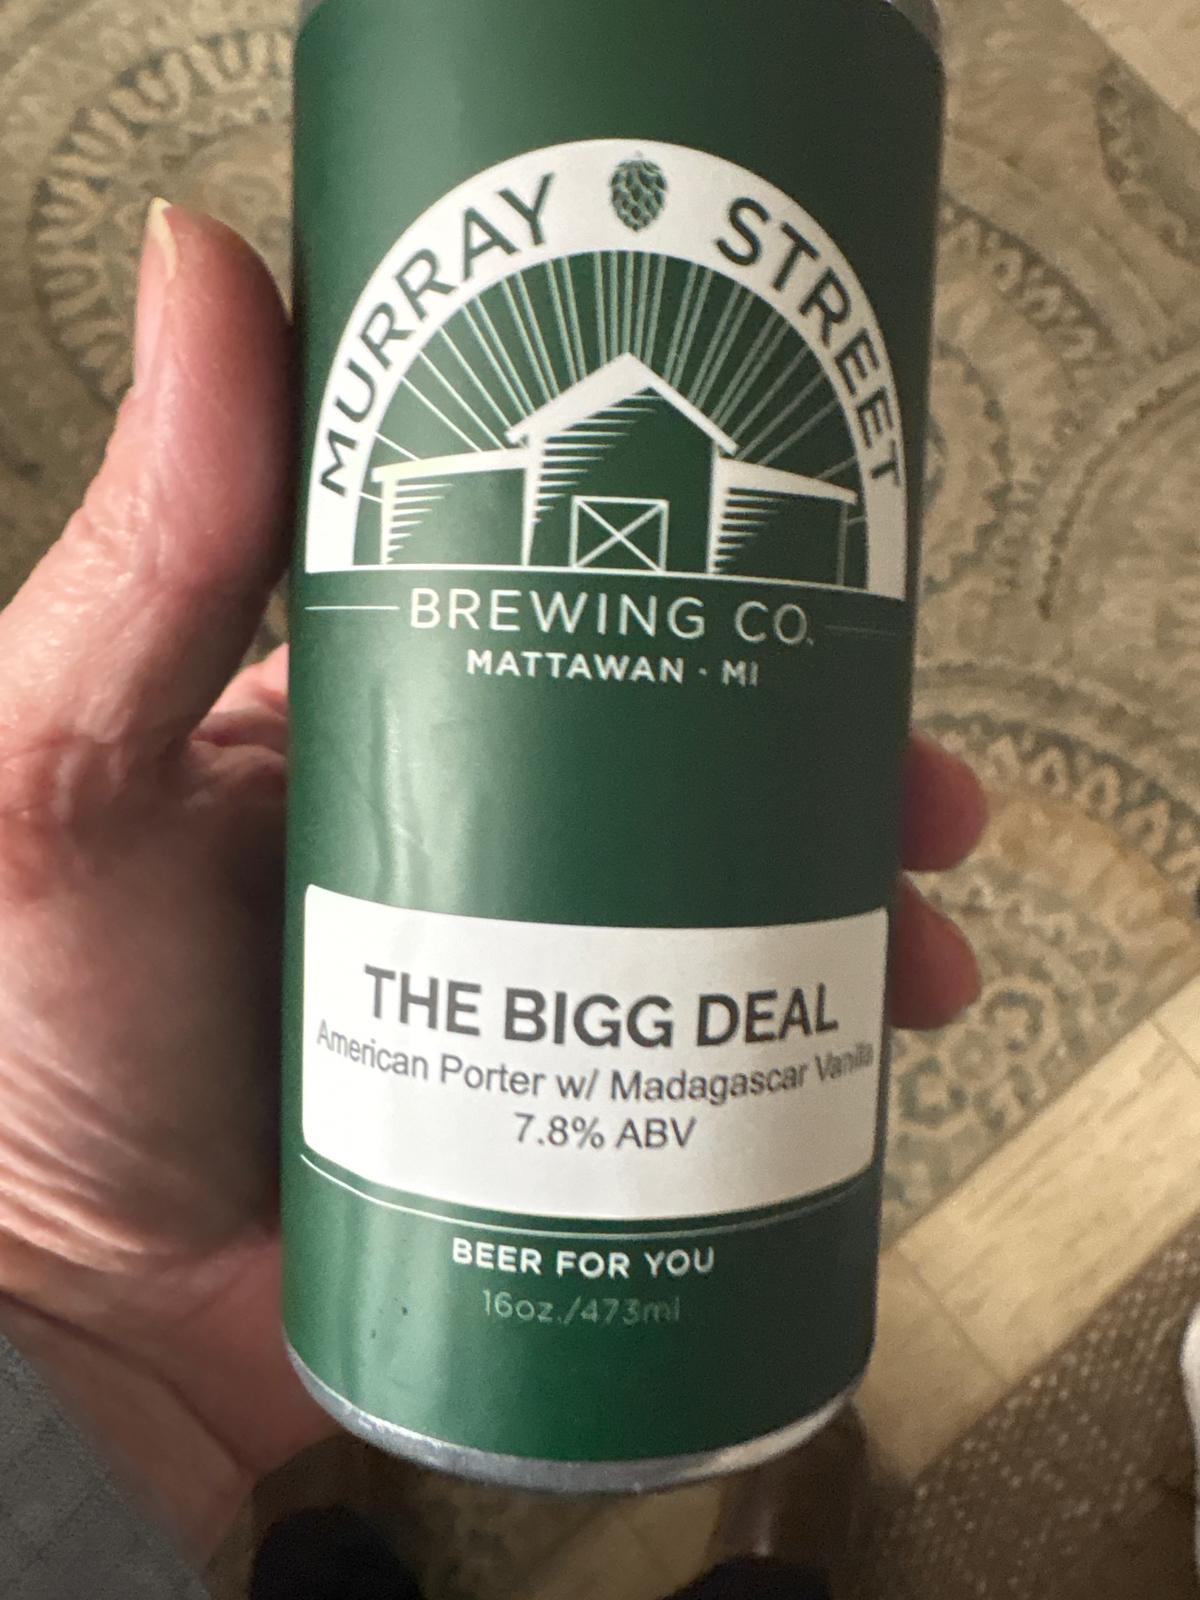 MURRAY STREET
BREWING CO.
MATTAWAN · MI
THE BIGG DEAL
American Porter w/ Madagascar Vanilla
7.8% ABV
BEER FOR YOU
16oz./473ml